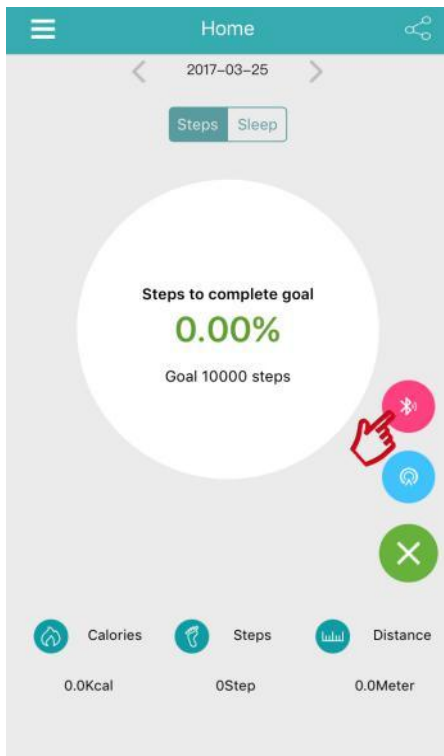 Home
2017-03-25
Steps Sleep
Steps to complete goal
0.00%
Goal 10000 steps
Calories Steps Distance
0.0Kcal 0Step 0.0Meter